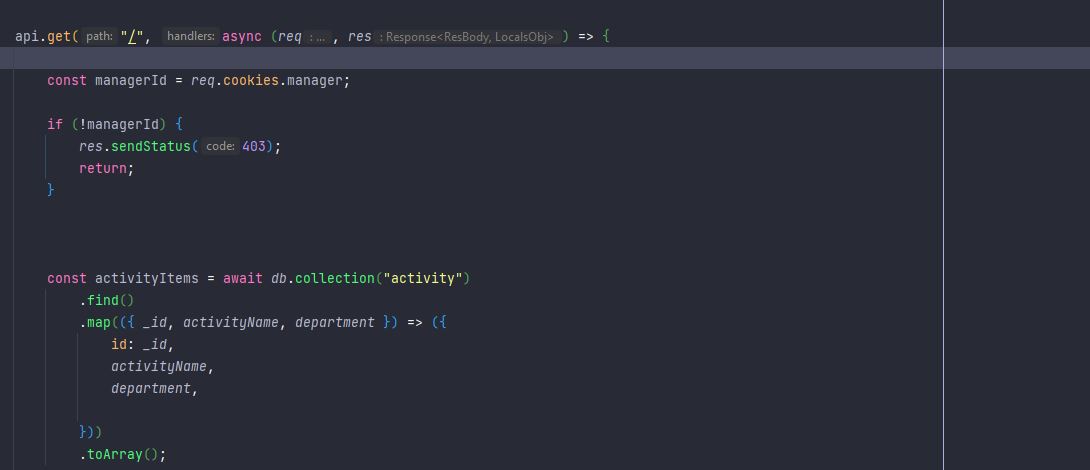 api.get( path: "/", handlers: async (req : ... , res : Response<ResBody, LocalsObj> ) => {
const managerId = req.cookies.manager;
if (!managerId) {
res.sendStatus( code: 403);
return;
}
const activityItems = await db.collection("activity")
.find()
.map(({ _id, activityName, department }) => ({
id: _id,
activityName,
department,
}))
.toArray();